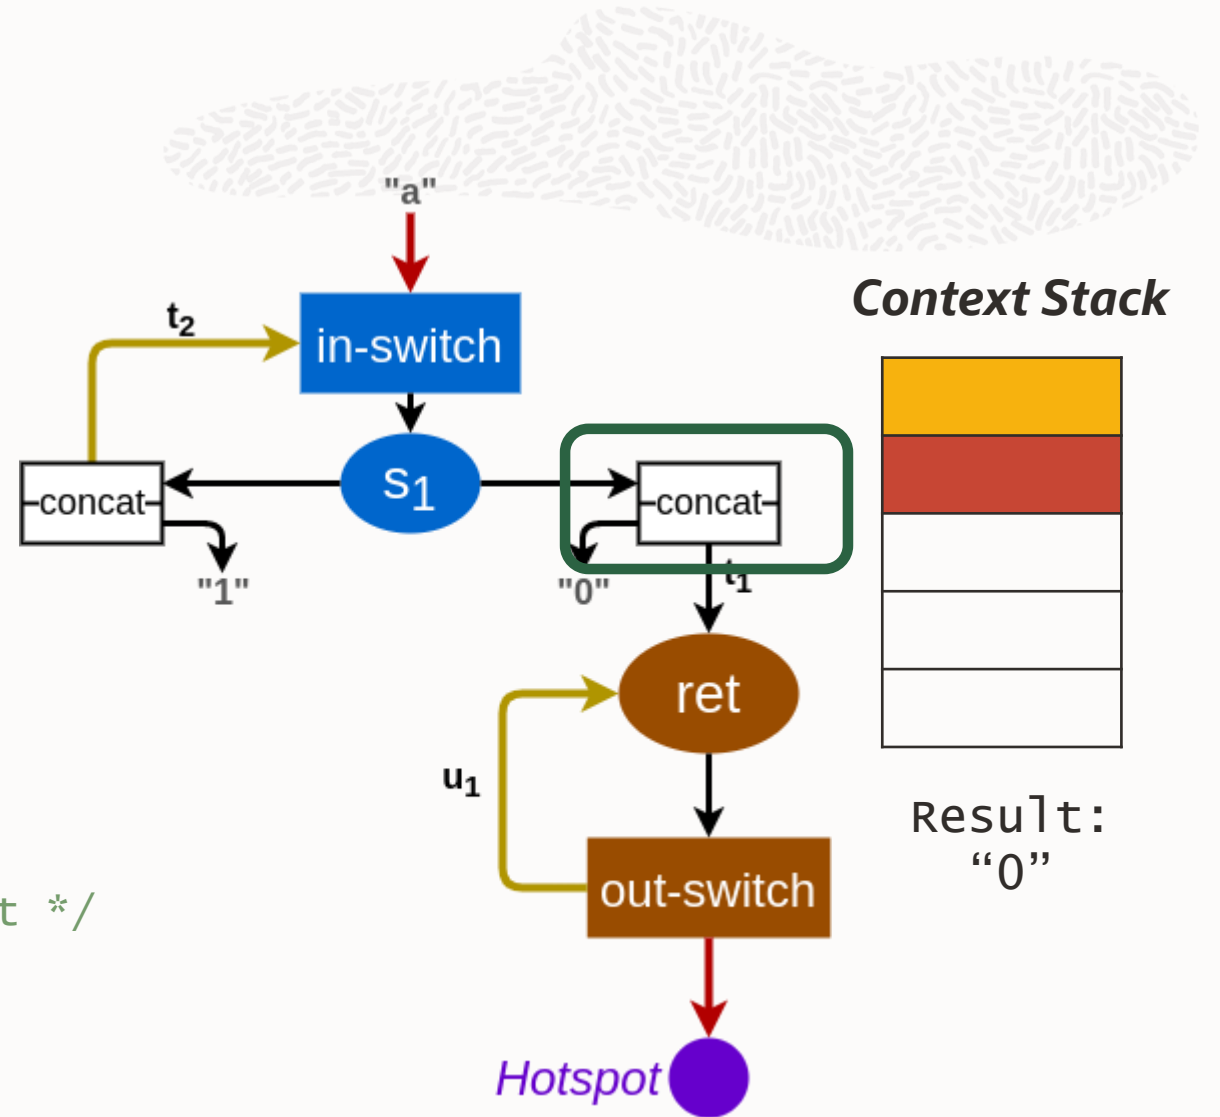 "a"
Context Stack
t2
in-switch
s1
concat
concat
"1"
"0"
t1
ret
u1
Result:
“0”
out-switch
t */
Hotspot